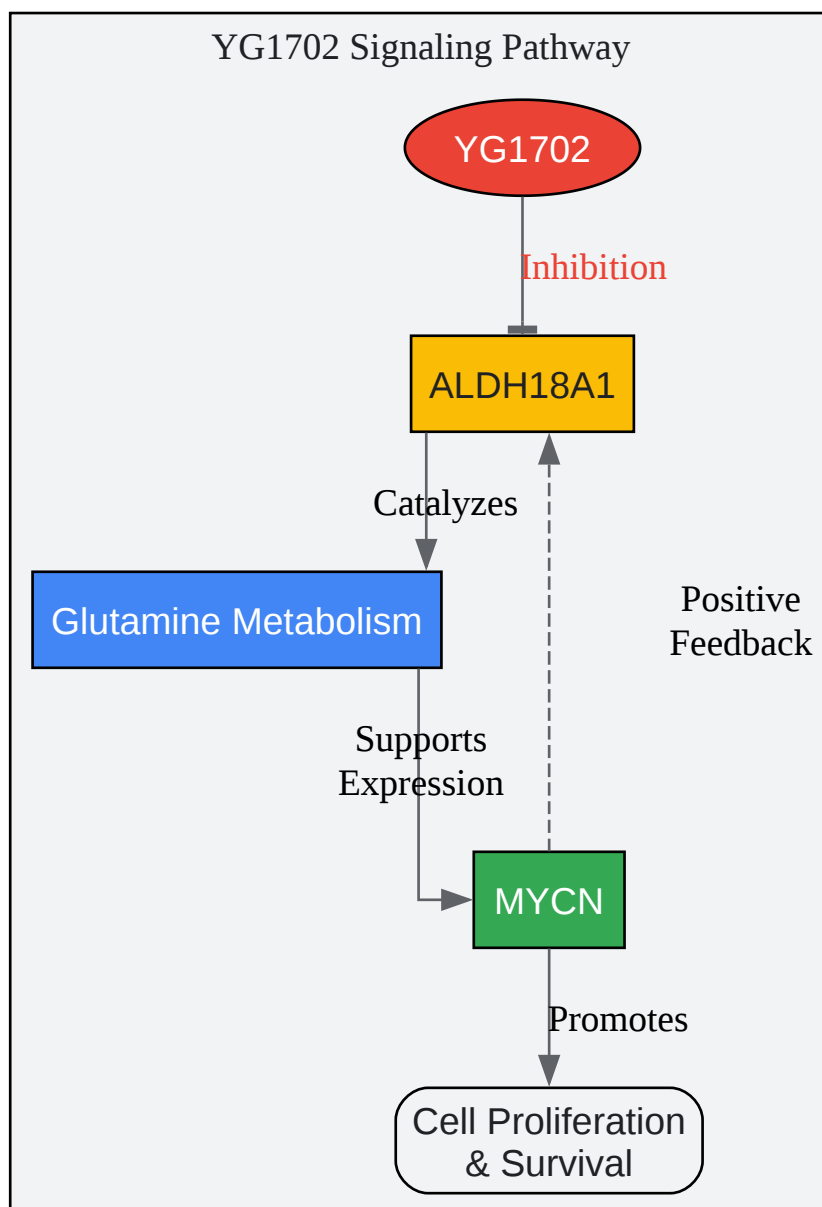 YG1702 Signaling Pathway
YG1702
Inhibition
ALDH18A1
Catalyzes
Positive
Feedback
Glutamine Metabolism
Supports
Expression
MYCN
Promotes
Cell Proliferation
& Survival